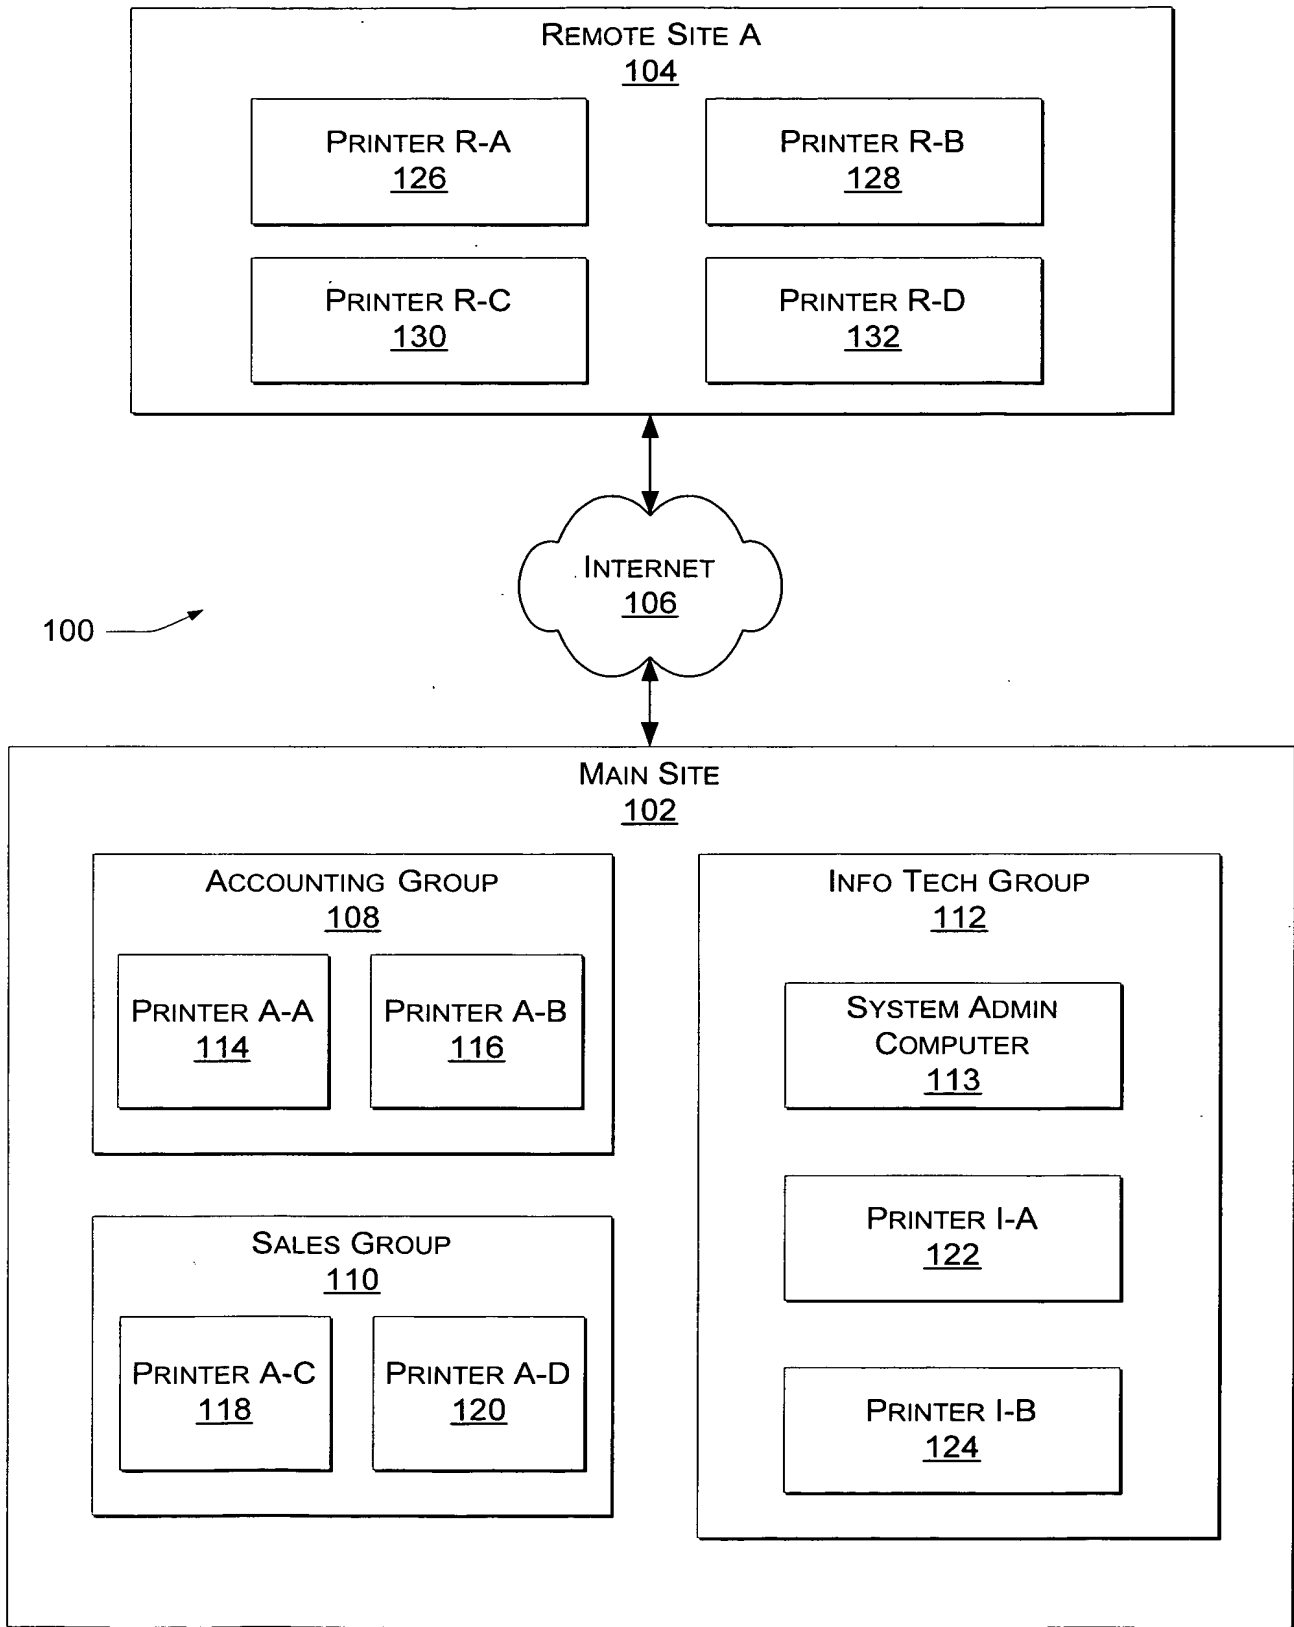 REMOTE SITE A
104
PRINTER R-A
126
PRINTER R-B
128
PRINTER R-C
130
PRINTER R-D
132
INTERNET
106
100
MAIN SITE
102
ACCOUNTING GROUP
108
PRINTER A-A
114
PRINTER A-B
116
SALES GROUP
110
PRINTER A-C
118
PRINTER A-D
120
INFO TECH GROUP
112
SYSTEM ADMIN
COMPUTER
113
PRINTER I-A
122
PRINTER I-B
124